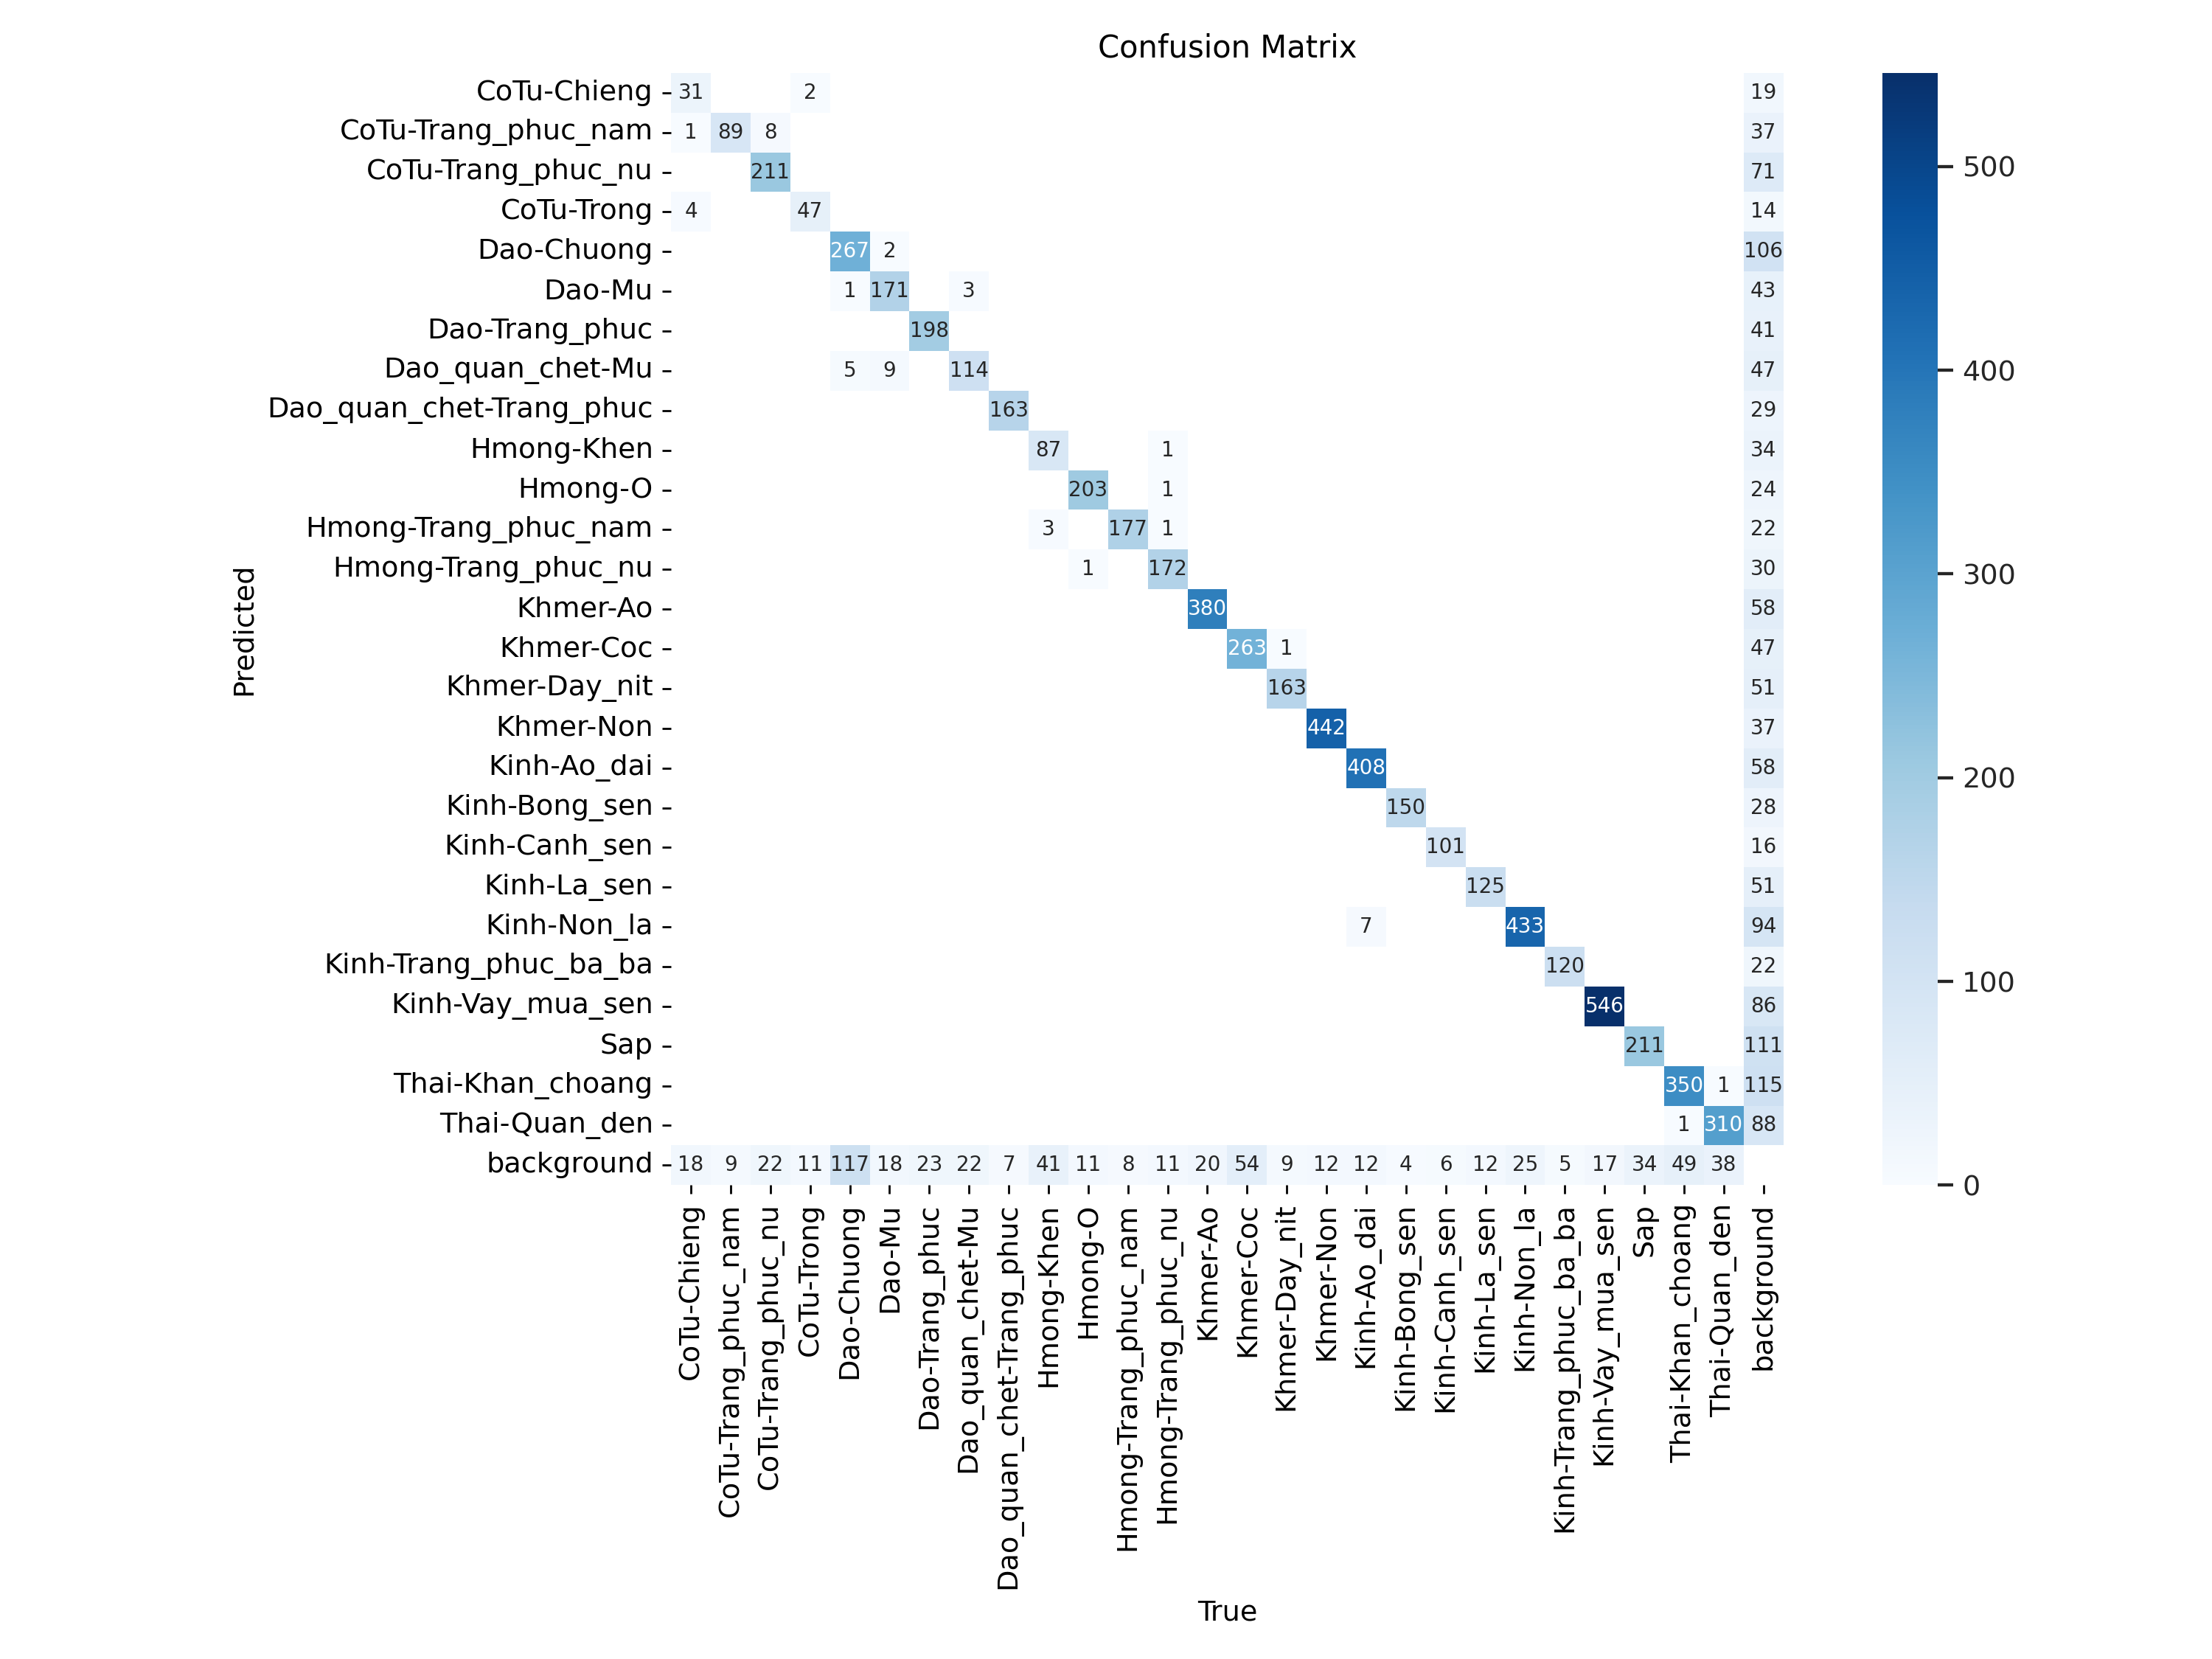 Confusion Matrix
CoTu-Chieng 31 2 19
CoTu-Trang_phuc_nam 1 89 8 37
CoTu-Trang_phuc_nu 211 71
CoTu-Trong 4 47 14
Dao-Chuong 267 2 106
Dao-Mu 1 171 3 43
Dao-Trang_phuc 198 41
Dao_quan_chet-Mu 5 9 114 47
Dao_quan_chet-Trang_phuc 163 29
Hmong-Khen 87 1 34
Hmong-O 203 1 24
Hmong-Trang_phuc_nam 3 177 1 22
Hmong-Trang_phuc_nu 1 172 30
Khmer-Ao 380 58
Khmer-Coc 263 1 47
Khmer-Day_nit 163 51
Khmer-Non 442 37
Kinh-Ao_dai 408 58
Kinh-Bong_sen 150 28
Kinh-Canh_sen 101 16
Kinh-La_sen 125 51
Kinh-Non_la 7 433 94
Kinh-Trang_phuc_ba_ba 120 22
Kinh-Vay_mua_sen 546 86
Sap 211 111
Thai-Khan_choang 350 1 115
Thai-Quan_den 1 310 88
background 18 9 22 11 117 18 23 22 7 41 11 8 11 20 54 9 12 12 4 6 12 25 5 17 34 49 38
Predicted
CoTu-Chieng
CoTu-Trang_phuc_nam
CoTu-Trang_phuc_nu
CoTu-Trong
Dao-Chuong
Dao-Mu
Dao-Trang_phuc
Dao_quan_chet-Mu
Dao_quan_chet-Trang_phuc
Hmong-Khen
Hmong-O
Hmong-Trang_phuc_nam
Hmong-Trang_phuc_nu
Khmer-Ao
Khmer-Coc
Khmer-Day_nit
Khmer-Non
Kinh-Ao_dai
Kinh-Bong_sen
Kinh-Canh_sen
Kinh-La_sen
Kinh-Non_la
Kinh-Trang_phuc_ba_ba
Kinh-Vay_mua_sen
Sap
Thai-Khan_choang
Thai-Quan_den
background
True
500
400
300
200
100
0